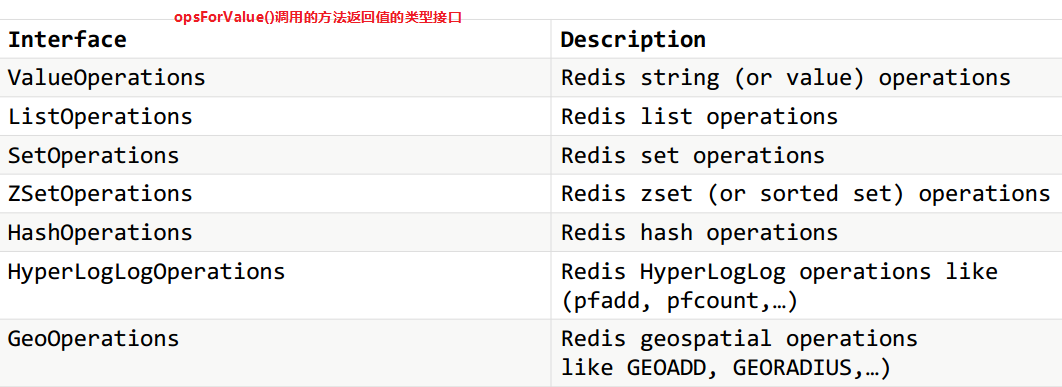 opsForValue()调用的方法返回值的类型接口
Interface Description
ValueOperations Redis string (or value) operations
ListOperations Redis list operations
SetOperations Redis set operations
ZSetOperations Redis zset (or sorted set) operations
HashOperations Redis hash operations
HyperLogLogOperations Redis HyperLogLog operations like
(pfadd, pfcount,…)
GeoOperations Redis geospatial operations
like GEOADD, GEORADIUS,…)